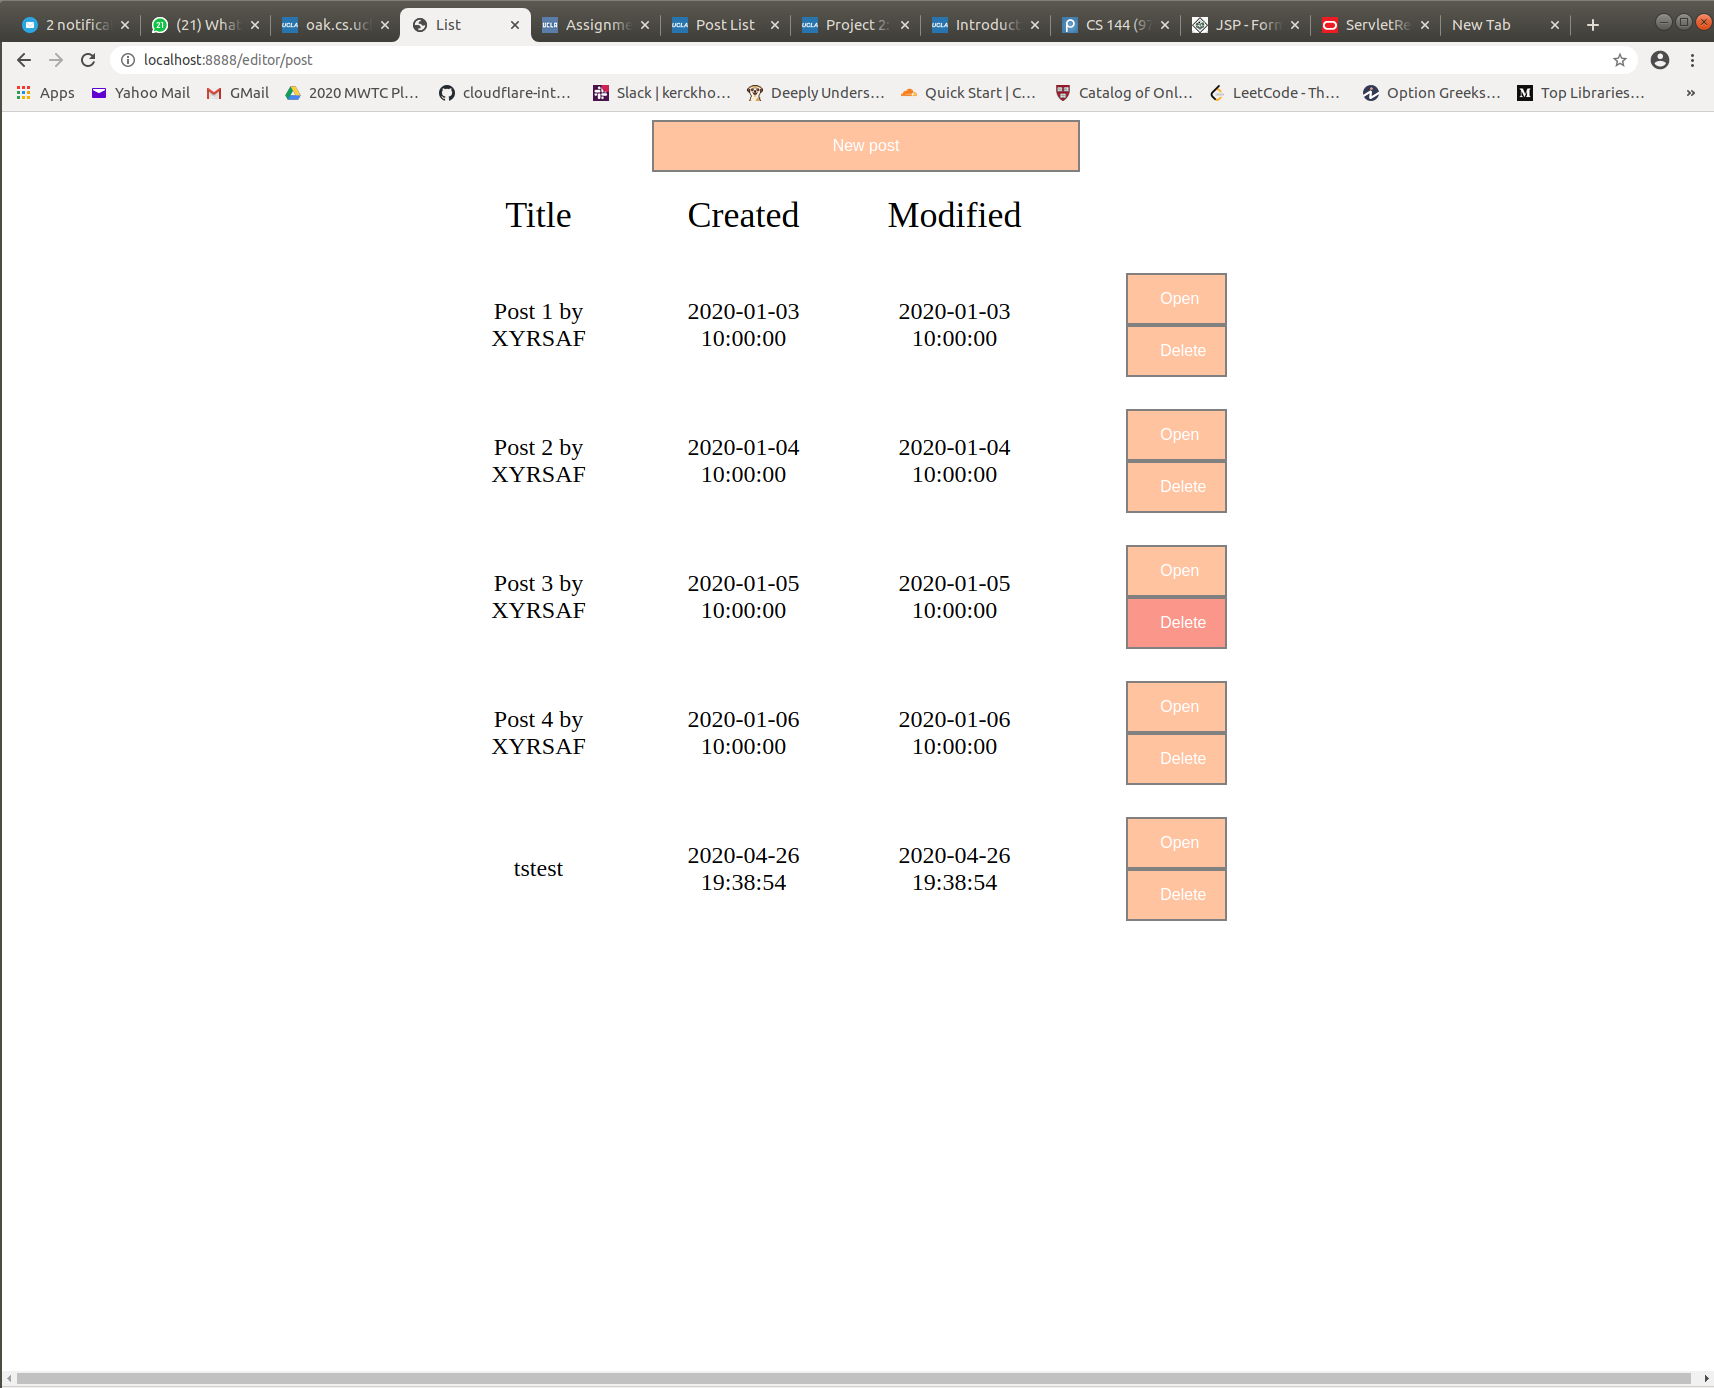 2 notifica
(21) What
oak.cs.ucl
List
Assignme
Post List
Project 2:
Introduct
CS 144 (97
JSP - Form
ServletRe
New Tab
localhost:8888/editor/post
Apps
Yahoo Mail
GMail
2020 MWTC Pl...
cloudflare-int...
Slack | kerckho...
Deeply Unders...
Quick Start | C...
Catalog of Onl...
LeetCode - Th...
Option Greeks...
Top Libraries...
»
New post
Title Created Modified
Post 1 by
XYRSAF
2020-01-03
10:00:00
2020-01-03
10:00:00
Open
Delete
Post 2 by
XYRSAF
2020-01-04
10:00:00
2020-01-04
10:00:00
Open
Delete
Post 3 by
XYRSAF
2020-01-05
10:00:00
2020-01-05
10:00:00
Open
Delete
Post 4 by
XYRSAF
2020-01-06
10:00:00
2020-01-06
10:00:00
Open
Delete
tstest
2020-04-26
19:38:54
2020-04-26
19:38:54
Open
Delete